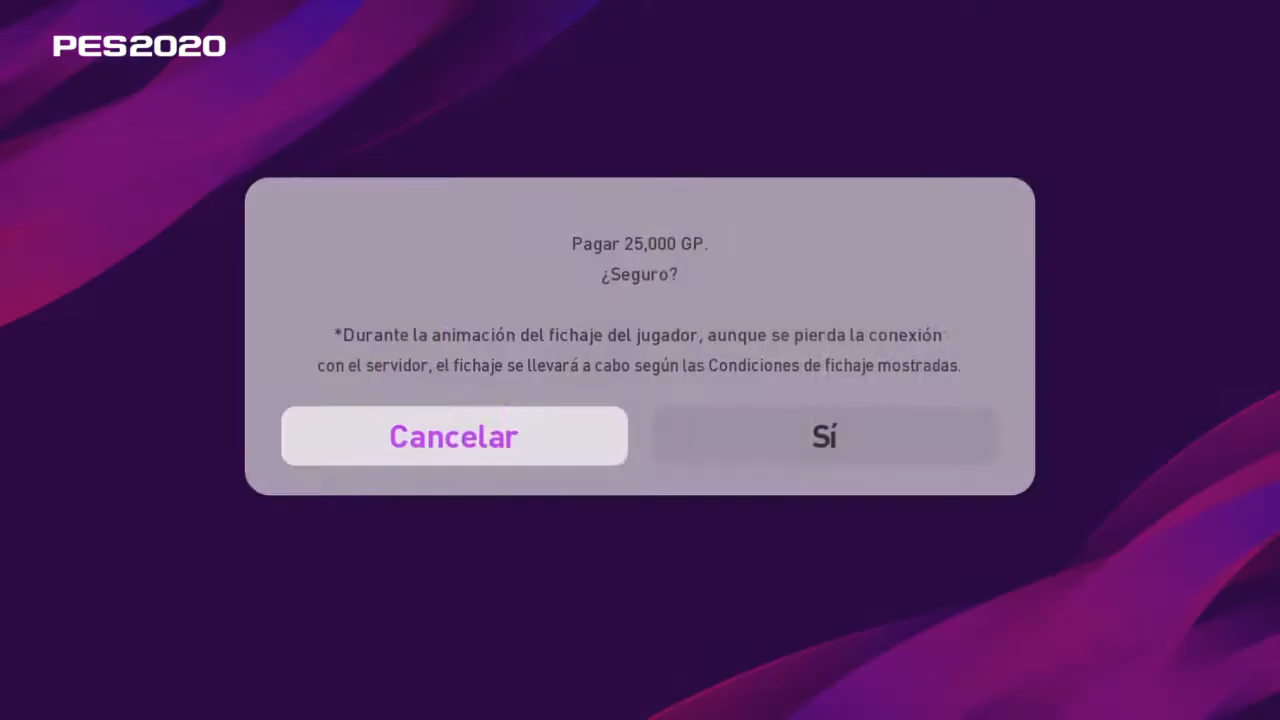 PES2020
Pagar 25,000 GP.
¿Seguro?
*Durante la animación del fichaje del jugador, aunque se pierda la conexión
con el servidor, el fichaje se llevará a cabo según las Condiciones de fichaje mostradas.
Cancelar
Sí